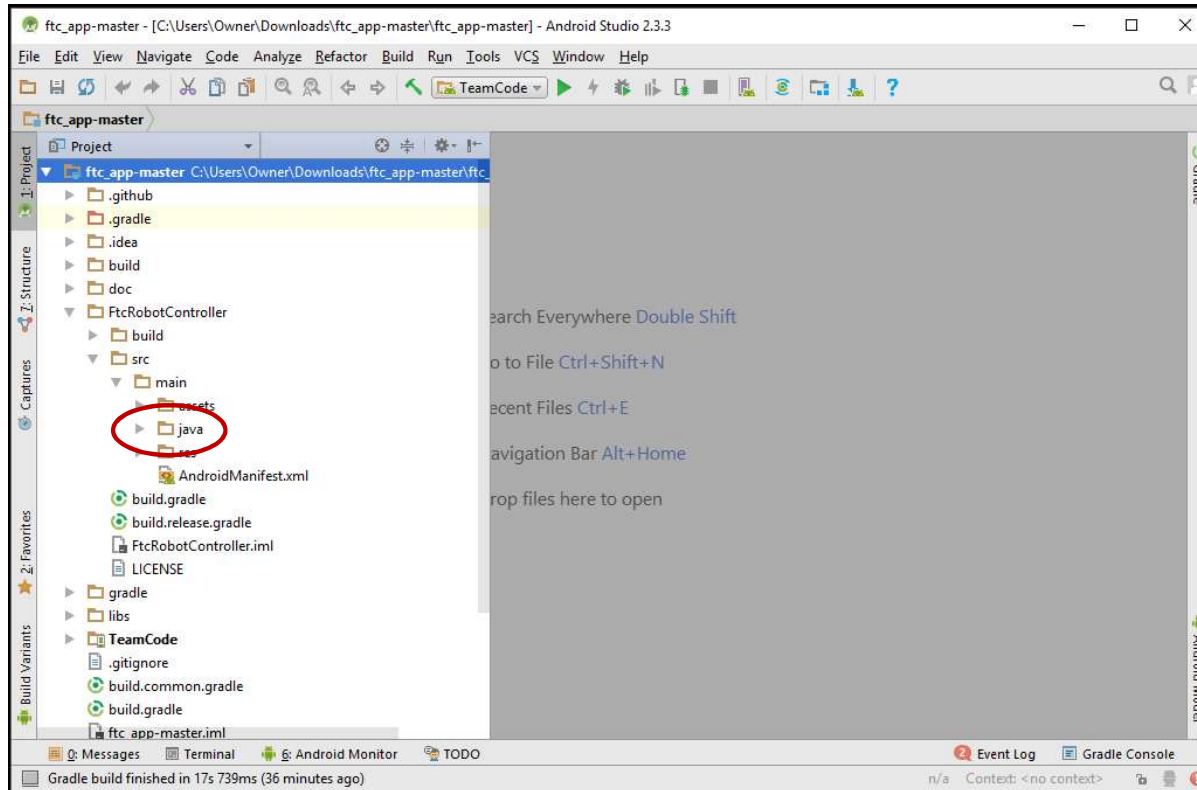 ftc_app-master - [C:\Users\Owner\Downloads\ftc_app-master\ftc_app-master] - Android Studio 2.3.3
File Edit View Navigate Code Analyze Refactor Build Run Tools VCS Window Help
TeamCode
ftc_app-master
1: Project
Z: Structure
Captures
2: Favorites
Build Variants
Project
ftc_app-master C:\Users\Owner\Downloads\ftc_app-master\ftc_
.github
.gradle
.idea
build
doc
FtcRobotController
build
src
main
assets
java
res
AndroidManifest.xml
build.gradle
build.release.gradle
FtcRobotController.iml
LICENSE
gradle
libs
TeamCode
.gitignore
build.common.gradle
build.gradle
ftc_app-master.iml
earch Everywhere Double Shift
o to File Ctrl+Shift+N
ecent Files Ctrl+E
avigation Bar Alt+Home
rop files here to open
Gradle
Android Model
0: Messages Terminal 6: Android Monitor TODO 2 Event Log Gradle Console
Gradle build finished in 17s 739ms (36 minutes ago) n/a Context: <no context>